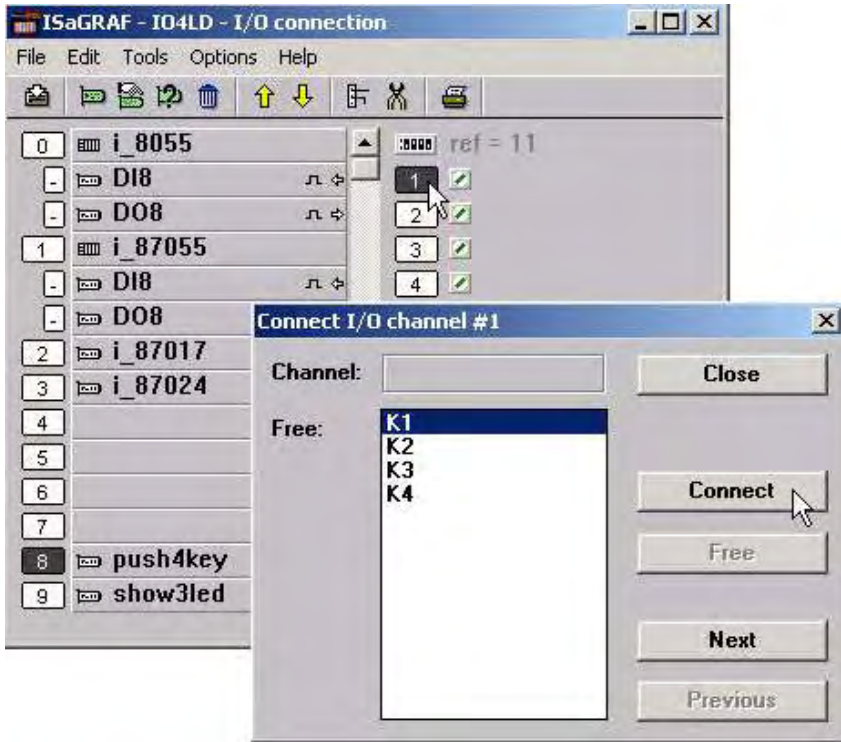 ISaGRAF - IO4LD - I/O connection
File Edit Tools Options Help
0 i_8055
- DI8
- DO8
1 i_87055
- DI8
- DO8
2 i_87017
3 i_87024
4
5
6
7
8 push4key
9 show3led
ref = 11
1
2
3
4
Connect I/O channel #1
Channel:
Close
Free:
K1
K2
K3
K4
Connect
Free
Next
Previous